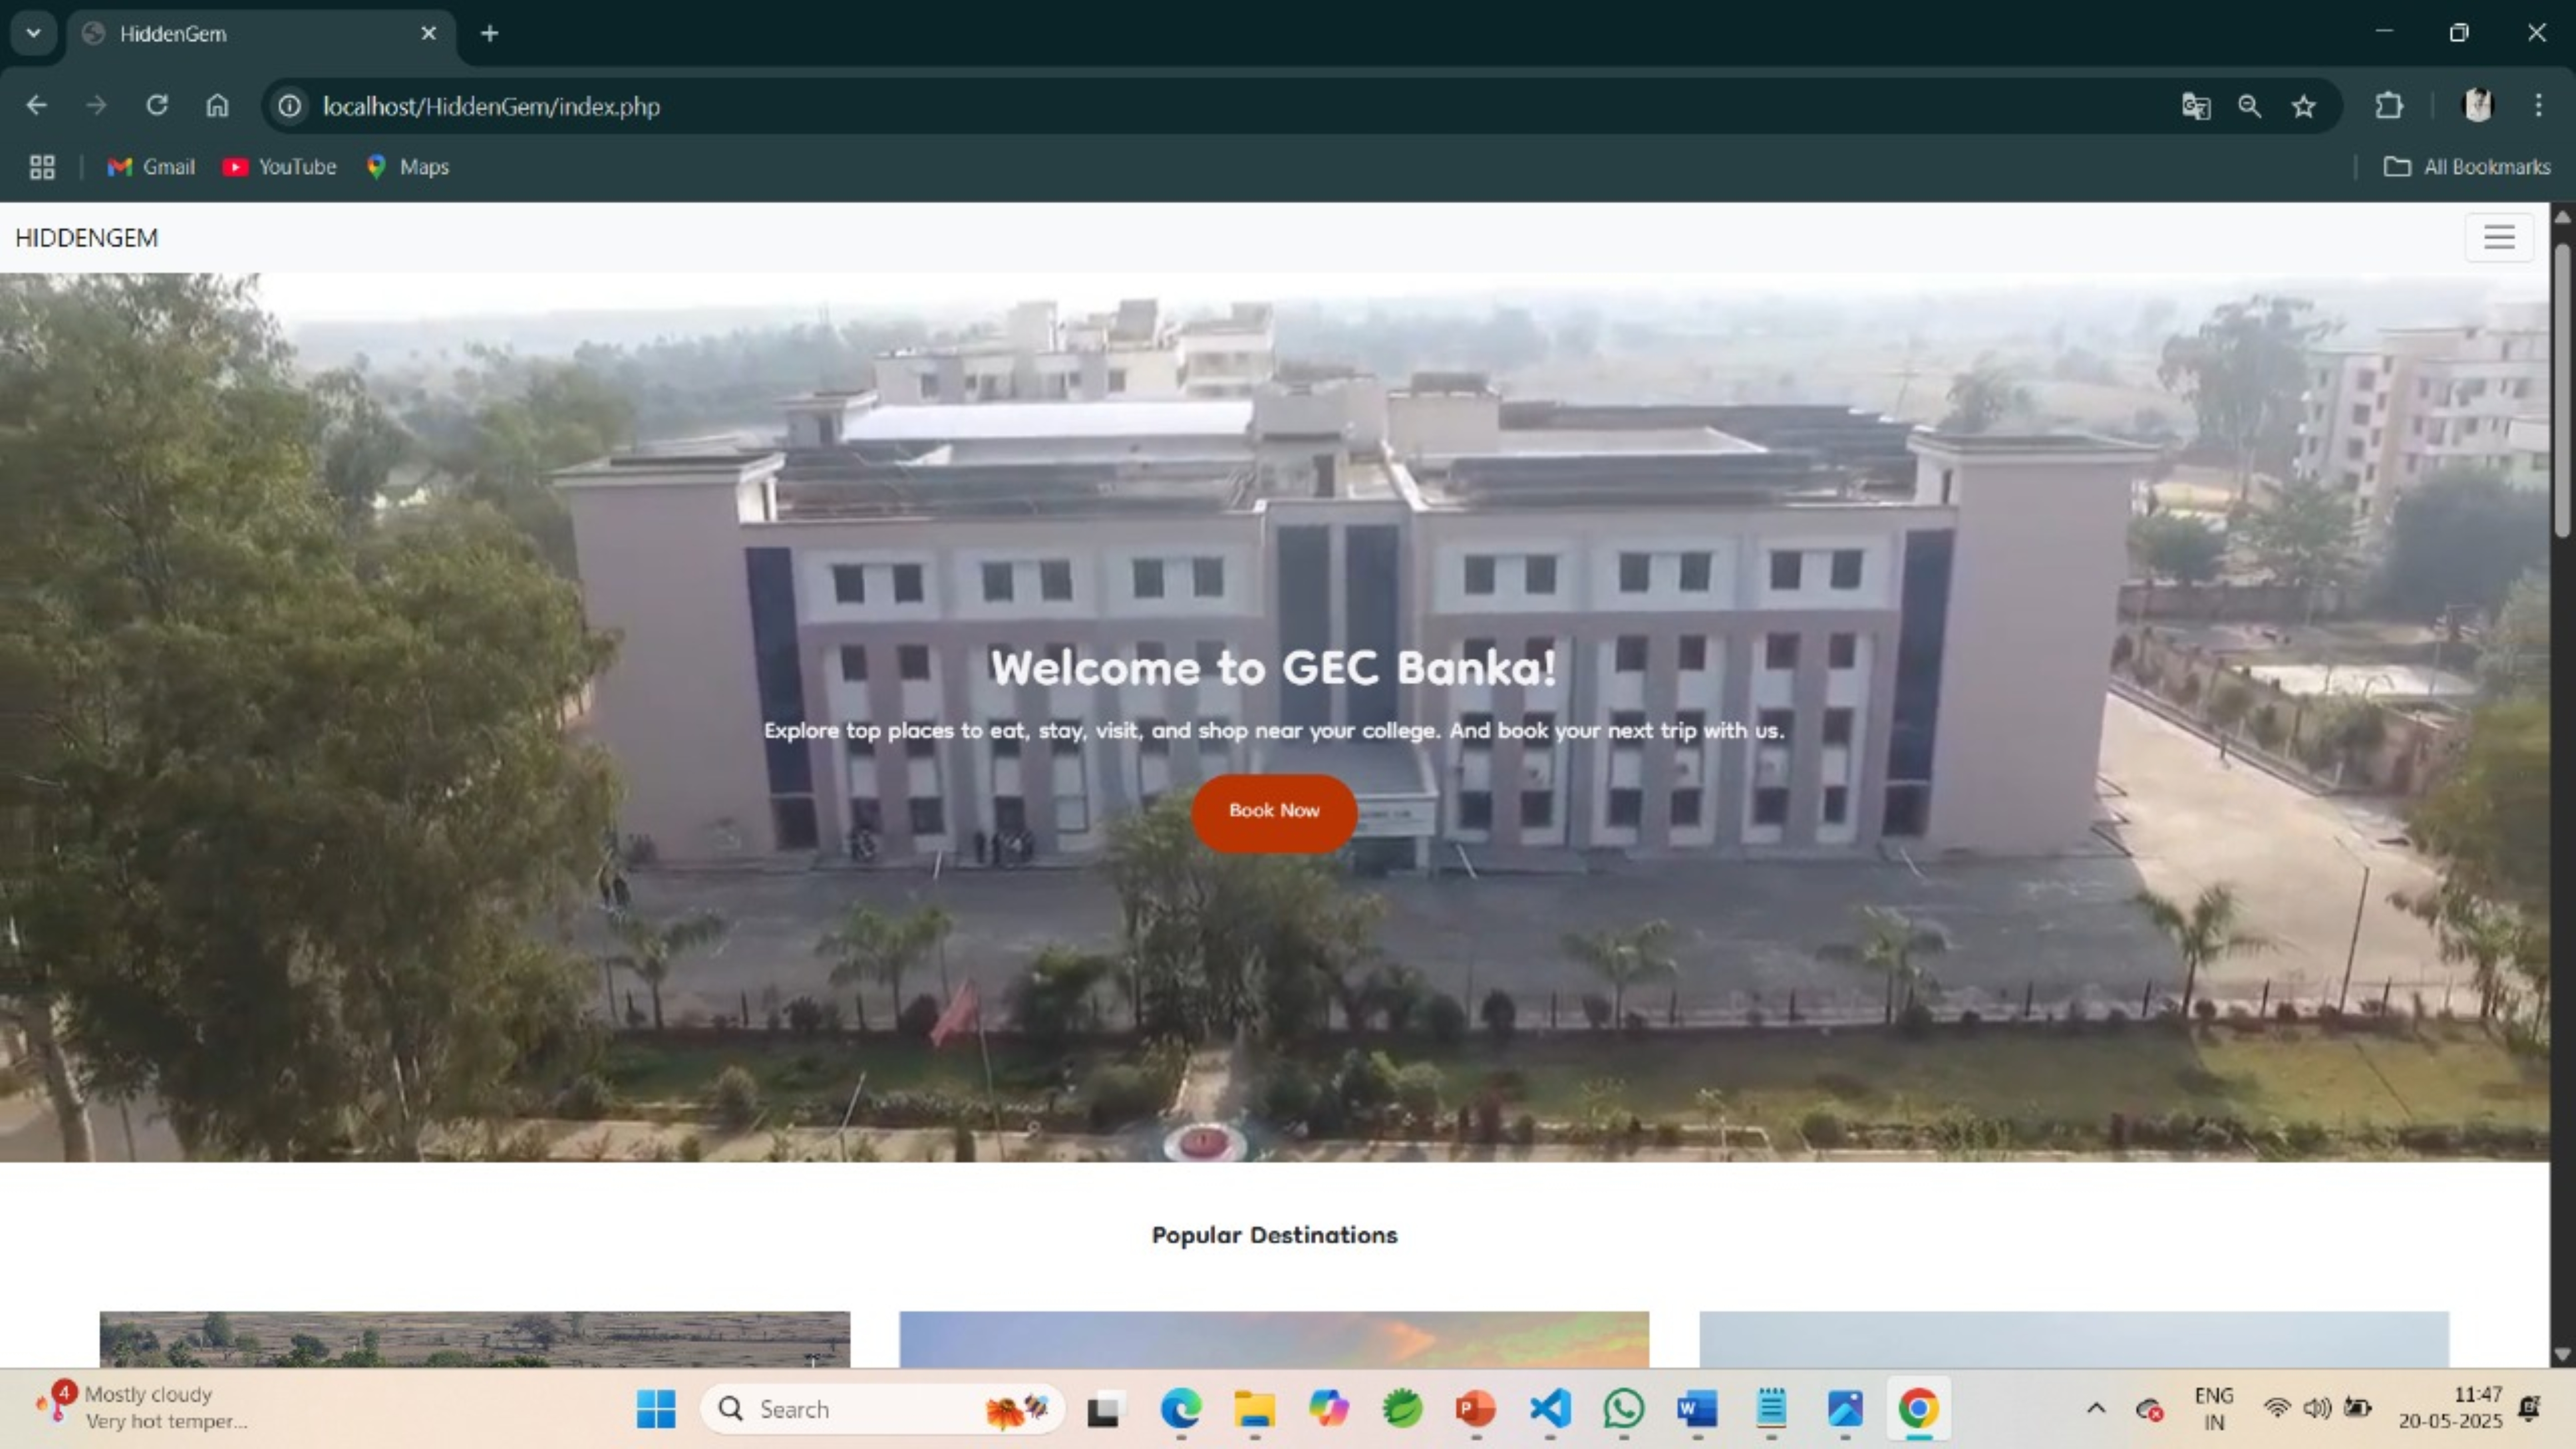 HiddenGem
localhost/HiddenGem/index.php
Gmail YouTube Maps All Bookmarks
HIDDENGEM
Welcome to GEC Banka!
Explore top places to eat, stay, visit, and shop near your college. And book your next trip with us.
Book Now
Popular Destinations
4 Mostly cloudy
Very hot temper...
Search
ENG
IN
11:47
20-05-2025